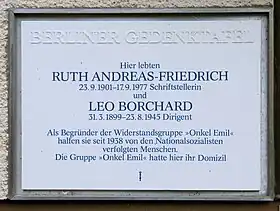 BERLINER GEDENKTAFEL
Hier lebten
RUTH ANDREAS-FRIEDRICH
23.9.1901–17.9.1977 Schriftstellerin
und
LEO BORCHARD
31.3.1899–23.8.1945 Dirigent
Als Begründer der Widerstandsgruppe »Onkel Emil«
halfen sie seit 1938 von den Nationalsozialisten
verfolgten Menschen.
Die Gruppe »Onkel Emil« hatte hier ihr Domizil